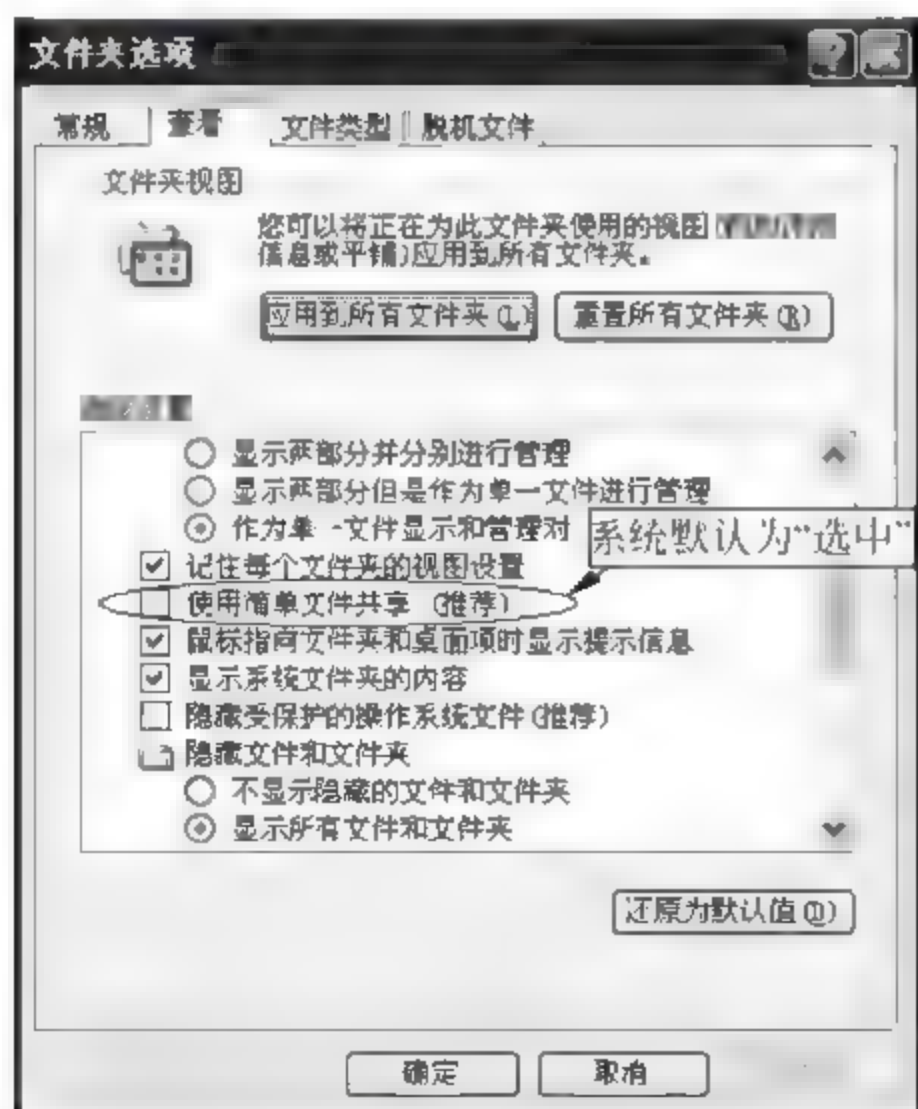 文件夹选项
常规 查看 文件类型 脱机文件
文件夹视图
您可以将正在为此文件夹使用的视图
信息或平铺)应用到所有文件夹。
应用到所有文件夹(L) 重置所有文件夹(R)
显示两部分并分别进行管理
显示两部分但是作为单一文件进行管理
作为单一文件显示和管理对
系统默认为“选中”
记住每个文件夹的视图设置
使用简单文件共享 (推荐)
鼠标指向文件夹和桌面项时显示提示信息
显示系统文件夹的内容
隐藏受保护的操作系统文件(推荐)
隐藏文件和文件夹
不显示隐藏的文件和文件夹
显示所有文件和文件夹
还原为默认值(D)
确定 取消